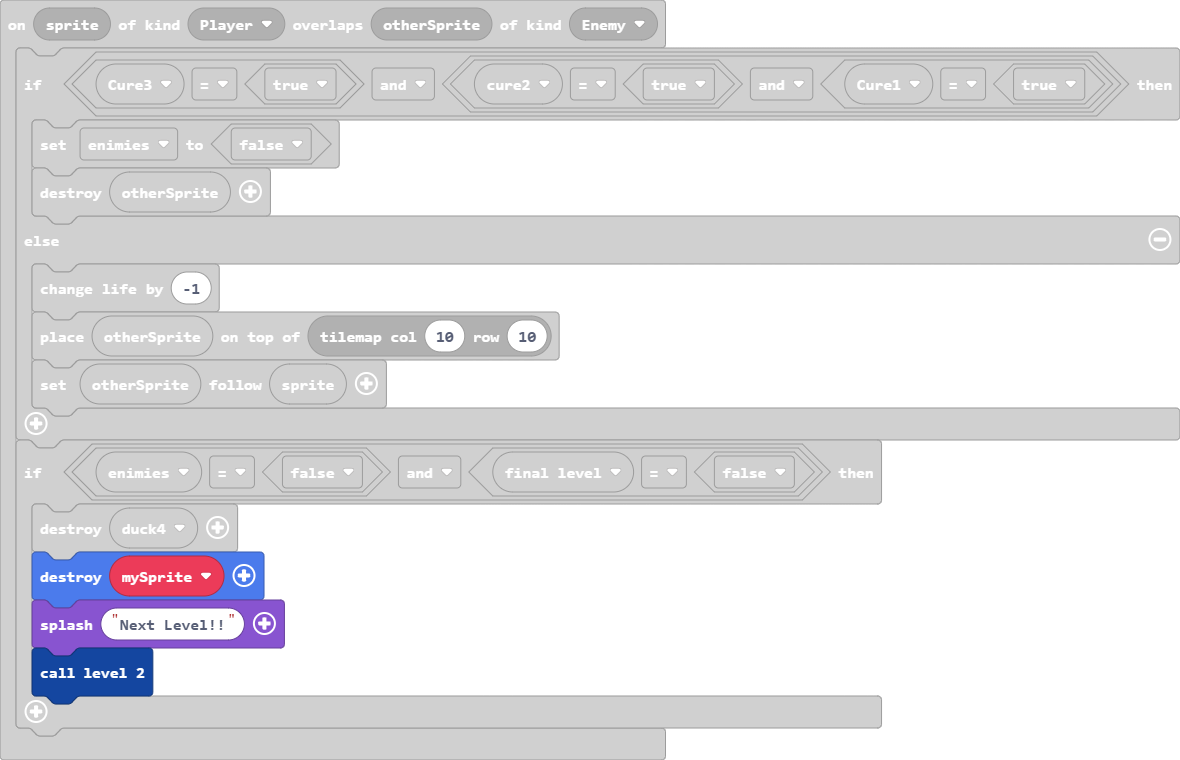 on sprite of kind Player overlaps otherSprite of kind Enemy
if Cure3 = true and cure2 = true and Cure1 = true then
set enimies to false
destroy otherSprite
else
change life by -1
place otherSprite on top of tilemap col 10 row 10
set otherSprite follow sprite
if enimies = false and final level = false then
destroy duck4
destroy mySprite
splash "Next Level!!"
call level 2